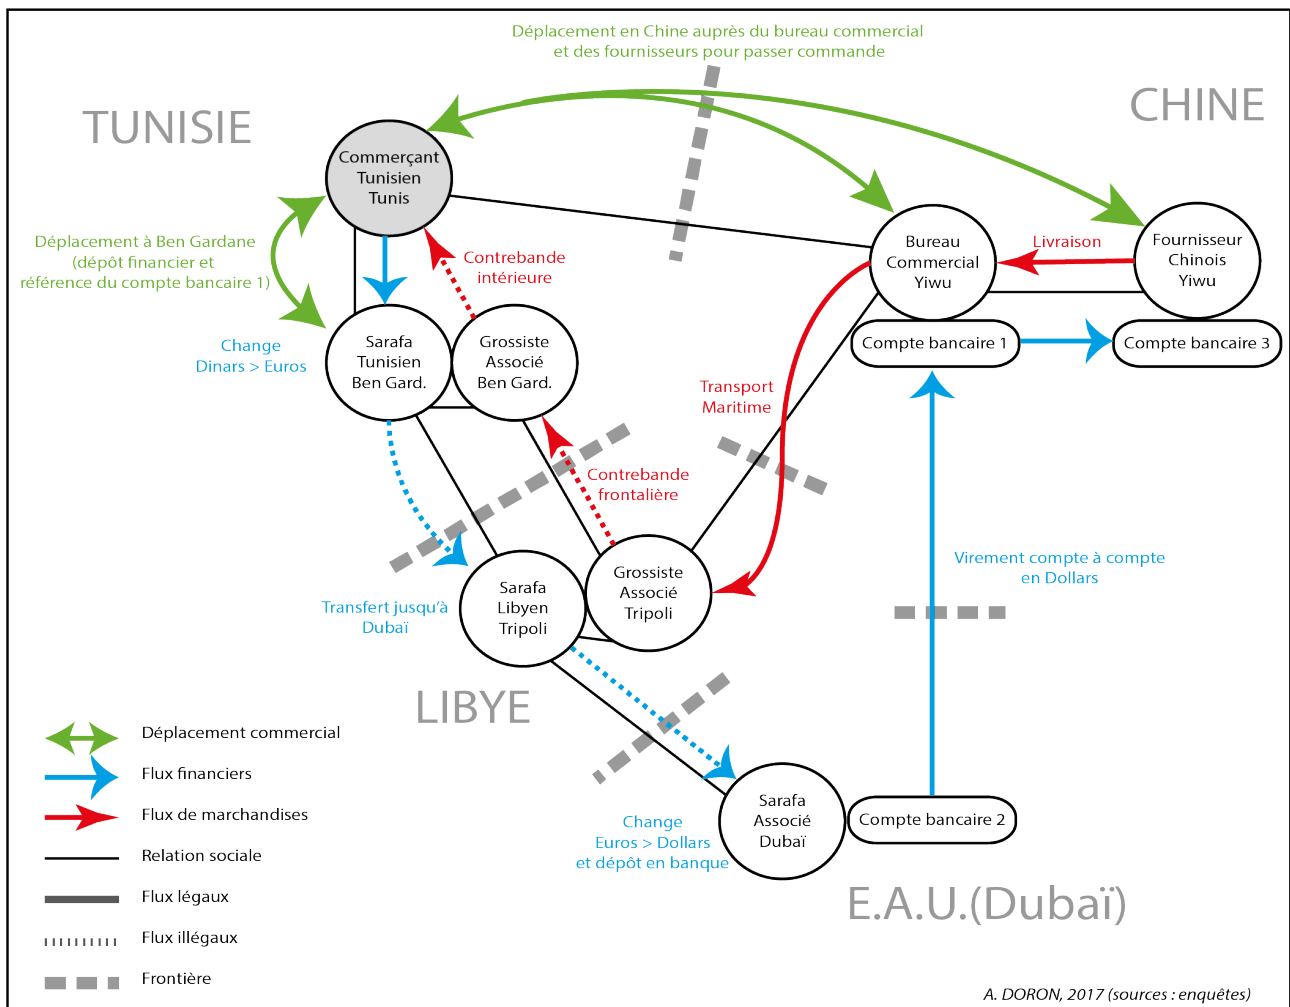 Déplacement en Chine auprès du bureau commercial
et des fournisseurs pour passer commande
TUNISIE
CHINE
Commerçant
Tunisien
Tunis
Déplacement à Ben Gardane
(dépôt financier et
référence du compte bancaire 1)
Contrebande
intérieure
Bureau
Commercial
Yiwu
Livraison
Fournisseur
Chinois
Yiwu
Change
Dinars > Euros
Sarafa
Tunisien
Ben Gard.
Grossiste
Associé
Ben Gard.
Compte bancaire 1
Compte bancaire 3
Transport
Maritime
Contrebande
frontalière
Virement compte à compte
en Dollars
Transfert jusqu'à
Dubaï
Sarafa
Libyen
Tripoli
Grossiste
Associé
Tripoli
LIBYE
Change
Euros > Dollars
et dépôt en banque
Sarafa
Associé
Dubaï
Compte bancaire 2
E.A.U.(Dubaï)
Déplacement commercial
Flux financiers
Flux de marchandises
Relation sociale
Flux légaux
Flux illégaux
Frontière
A. DORON, 2017 (sources : enquêtes)